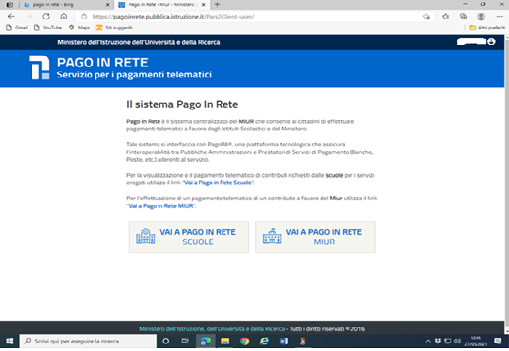 pago in rete - Bing
Pago In Rete -Miur - Ministero
https://pagoinrete.pubblica.istruzione.it/Pars2Client-user/
Gmail YouTube Maps Siti suggeriti Altri preferiti
Ministero dell'Istruzione dell'Università e della Ricerca
PAGO IN RETE
Servizio per i pagamenti telematici
Il sistema Pago In Rete
Pago In Rete è il sistema centralizzato del MIUR che consente ai cittadini di effettuare
pagamenti telematici a favore degli Istituti Scolastici e del Ministero.
Tale sistema si interfaccia con PagoPA®, una piattaforma tecnologica che assicura
l'interoperabilità tra Pubbliche Amministrazioni e Prestatori di Servizi di Pagamento (Banche,
Poste, etc.) aderenti al servizio.
Per la visualizzazione e il pagamento telematico di contributi richiesti dalle scuole per i servizi
erogati utilizza il link "Vai a Pago in Rete Scuole".
Per l'effettuazione di un pagamento telematico di un contributo a favore del Miur utilizza il link
"Vai a Pago in Rete MIUR".
VAI A PAGO IN RETE
SCUOLE
VAI A PAGO IN RETE
MIUR
Ministero dell'Istruzione, dell'Università e della Ricerca - Tutti i diritti riservati © 2016
Scrivi qui per eseguire la ricerca